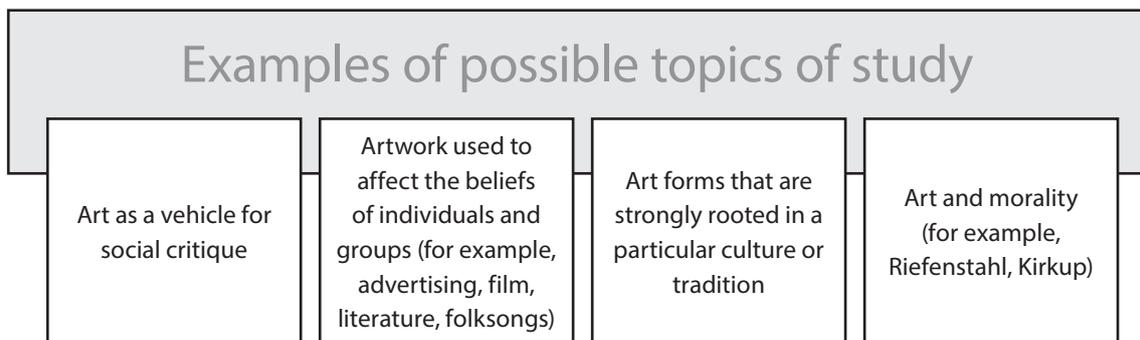 Examples of possible topics of study
Art as a vehicle for
social critique
Artwork used to
affect the beliefs
of individuals and
groups (for example,
advertising, film,
literature, folksongs)
Art forms that are
strongly rooted in a
particular culture or
tradition
Art and morality
(for example,
Riefenstahl, Kirkup)